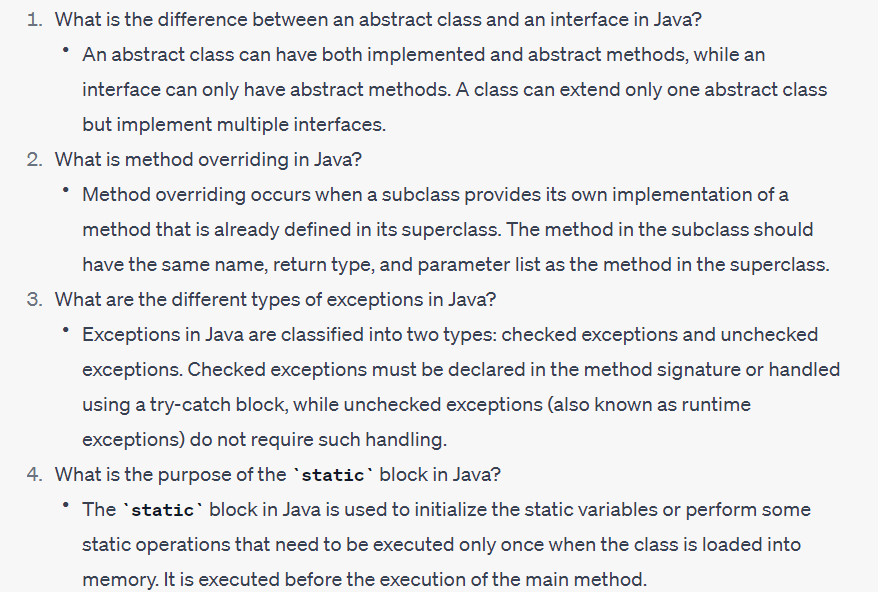 1. What is the difference between an abstract class and an interface in Java?
• An abstract class can have both implemented and abstract methods, while an
interface can only have abstract methods. A class can extend only one abstract class
but implement multiple interfaces.
2. What is method overriding in Java?
• Method overriding occurs when a subclass provides its own implementation of a
method that is already defined in its superclass. The method in the subclass should
have the same name, return type, and parameter list as the method in the superclass.
3. What are the different types of exceptions in Java?
• Exceptions in Java are classified into two types: checked exceptions and unchecked
exceptions. Checked exceptions must be declared in the method signature or handled
using a try-catch block, while unchecked exceptions (also known as runtime
exceptions) do not require such handling.
4. What is the purpose of the `static` block in Java?
• The `static` block in Java is used to initialize the static variables or perform some
static operations that need to be executed only once when the class is loaded into
memory. It is executed before the execution of the main method.